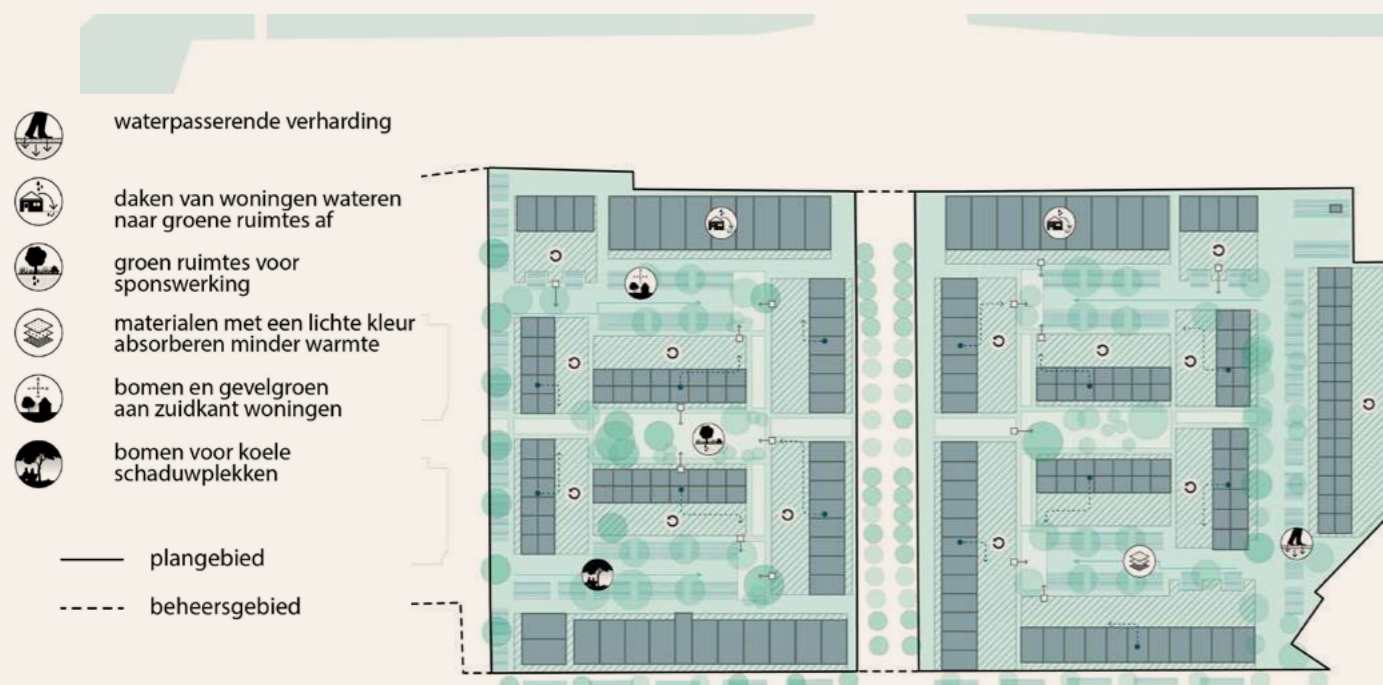 waterpasserende verharding
daken van woningen wateren
naar groene ruimtes af
groen ruimtes voor
sponswerking
materialen met een lichte kleur
absorberen minder warmte
bomen en gevelgroen
aan zuidkant woningen
bomen voor koele
schaduwplekken
plangebied
beheersgebied